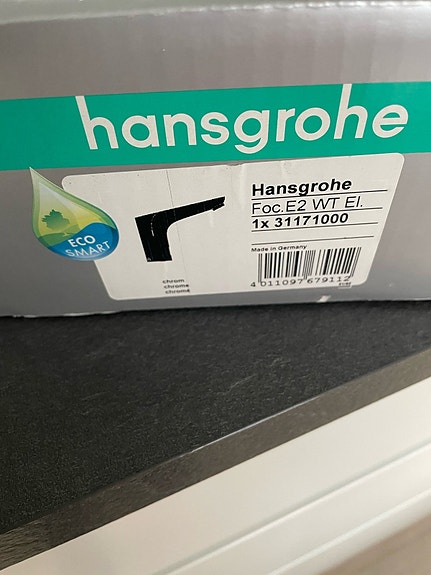 hansgrohe
ECO
SMART
Hansgrohe
Foc.E2 WT El.
1x 31171000
Made in Germany
chrom
chrome
chromé
4 011097 679112